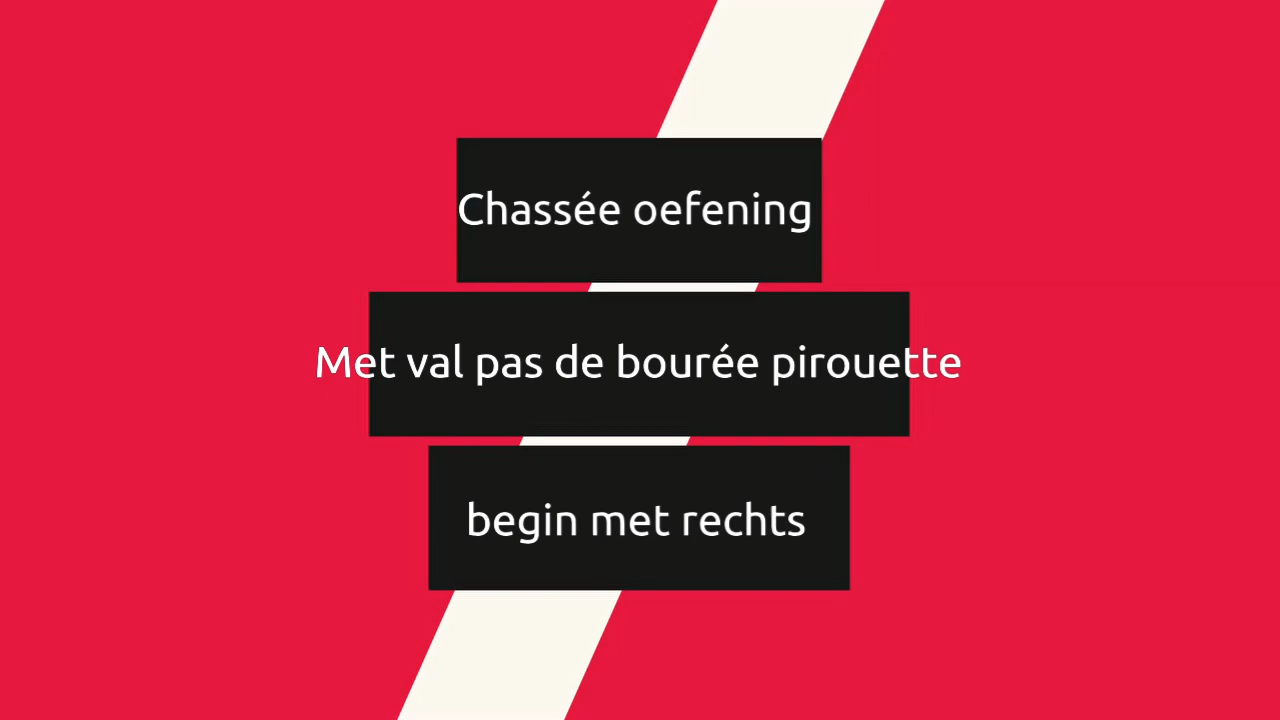 Chassée oefening
Met val pas de bourée pirouette
begin met rechts